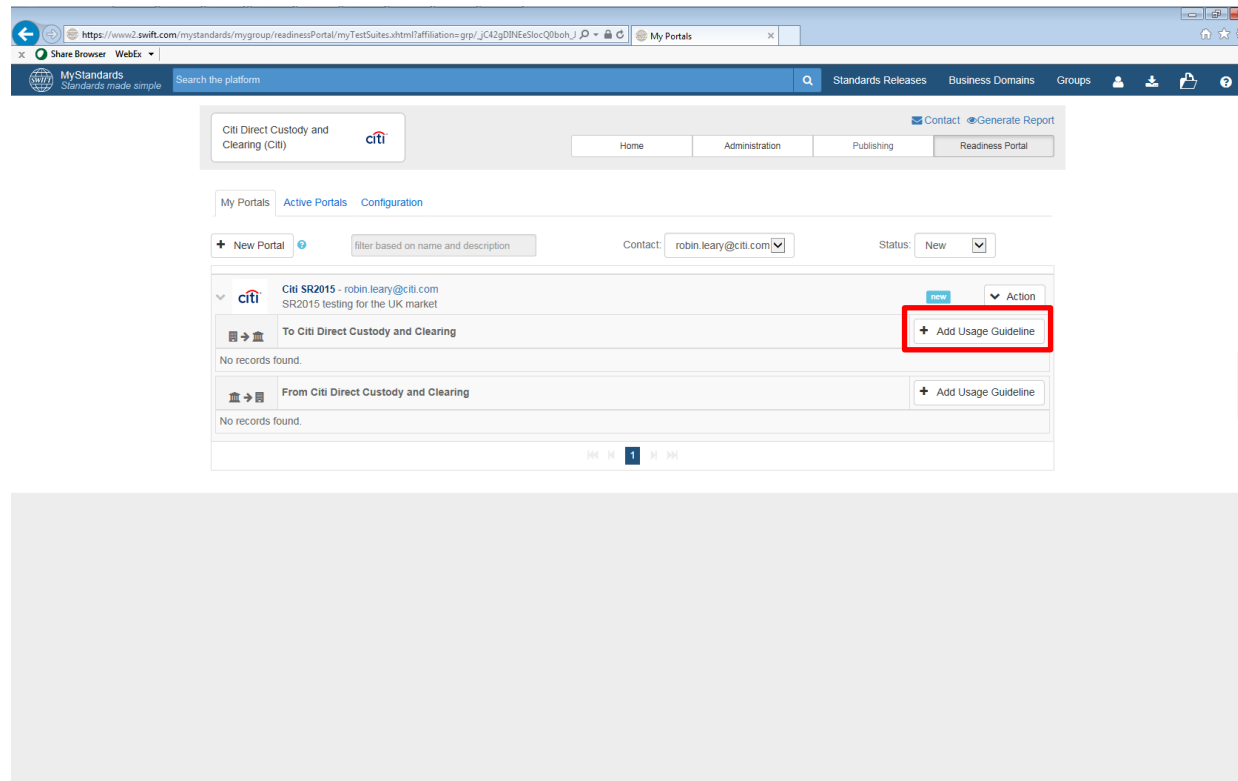 https://www2.swift.com/mystandards/mygroup/readinessPortal/myTestSuites.xhtml?affiliation=grp/_jC42gDINEeSlocQ0boh_J
My Portals
x Share Browser WebEx
SWIFT MyStandards
Standards made simple
Search the platform
Standards Releases Business Domains Groups
Contact Generate Report
Citi Direct Custody and
Clearing (Citi)
citi
Home Administration Publishing Readiness Portal
My Portals Active Portals Configuration
+ New Portal ? filter based on name and description Contact: robin.leary@citi.com Status: New
citi
Citi SR2015 - robin.leary@citi.com
SR2015 testing for the UK market
new Action
To Citi Direct Custody and Clearing + Add Usage Guideline
No records found.
From Citi Direct Custody and Clearing + Add Usage Guideline
No records found.
1